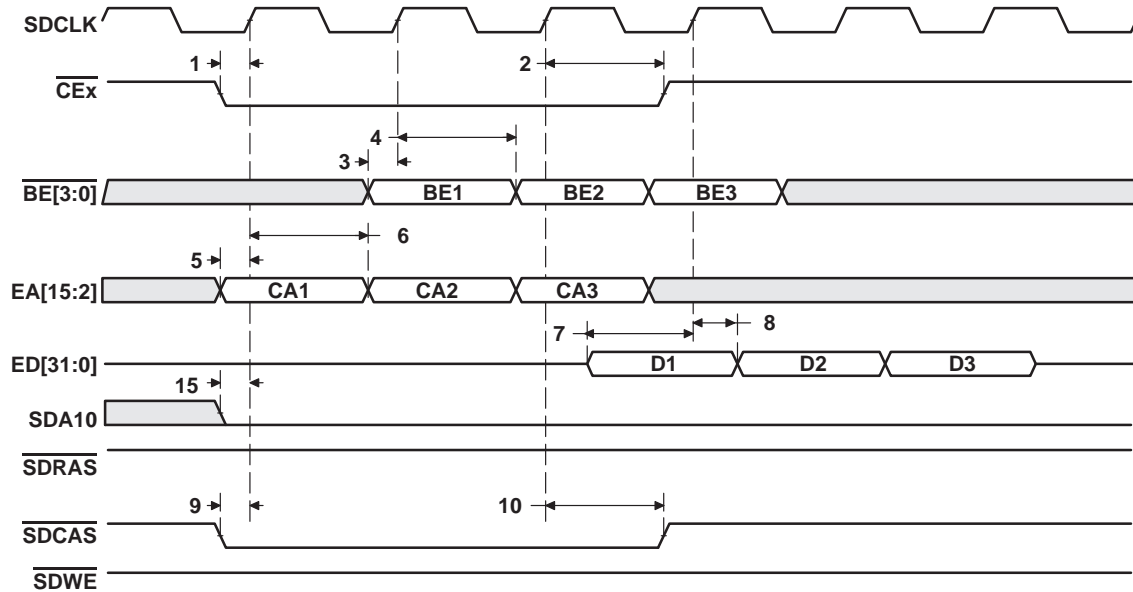 SDCLK
1
2
CEx
4
3
BE[3:0]
BE1
BE2
BE3
6
5
EA[15:2]
CA1
CA2
CA3
7
8
ED[31:0]
D1
D2
D3
15
SDA10
SDRAS
9
10
SDCAS
SDWE